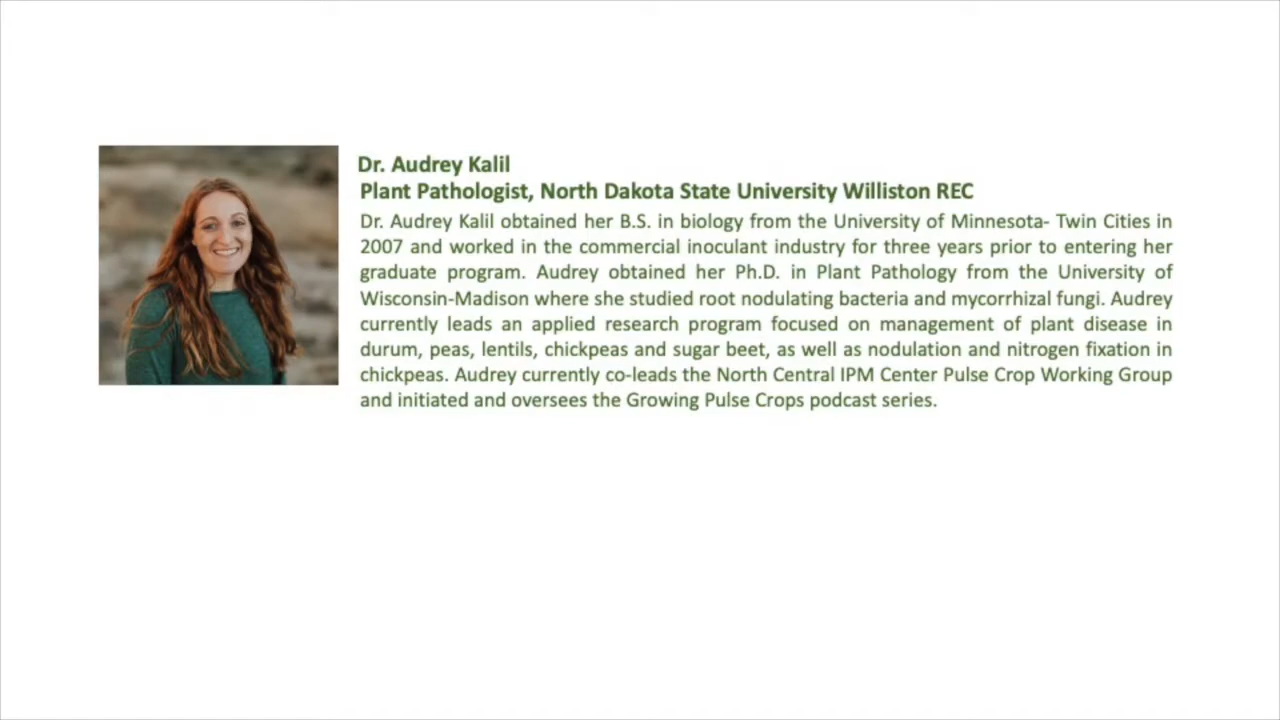 Dr. Audrey Kalil
Plant Pathologist, North Dakota State University Williston REC
Dr. Audrey Kalil obtained her B.S. in biology from the University of Minnesota- Twin Cities in
2007 and worked in the commercial inoculant industry for three years prior to entering her
graduate program. Audrey obtained her Ph.D. in Plant Pathology from the University of
Wisconsin-Madison where she studied root nodulating bacteria and mycorrhizal fungi. Audrey
currently leads an applied research program focused on management of plant disease in
durum, peas, lentils, chickpeas and sugar beet, as well as nodulation and nitrogen fixation in
chickpeas. Audrey currently co-leads the North Central IPM Center Pulse Crop Working Group
and initiated and oversees the Growing Pulse Crops podcast series.